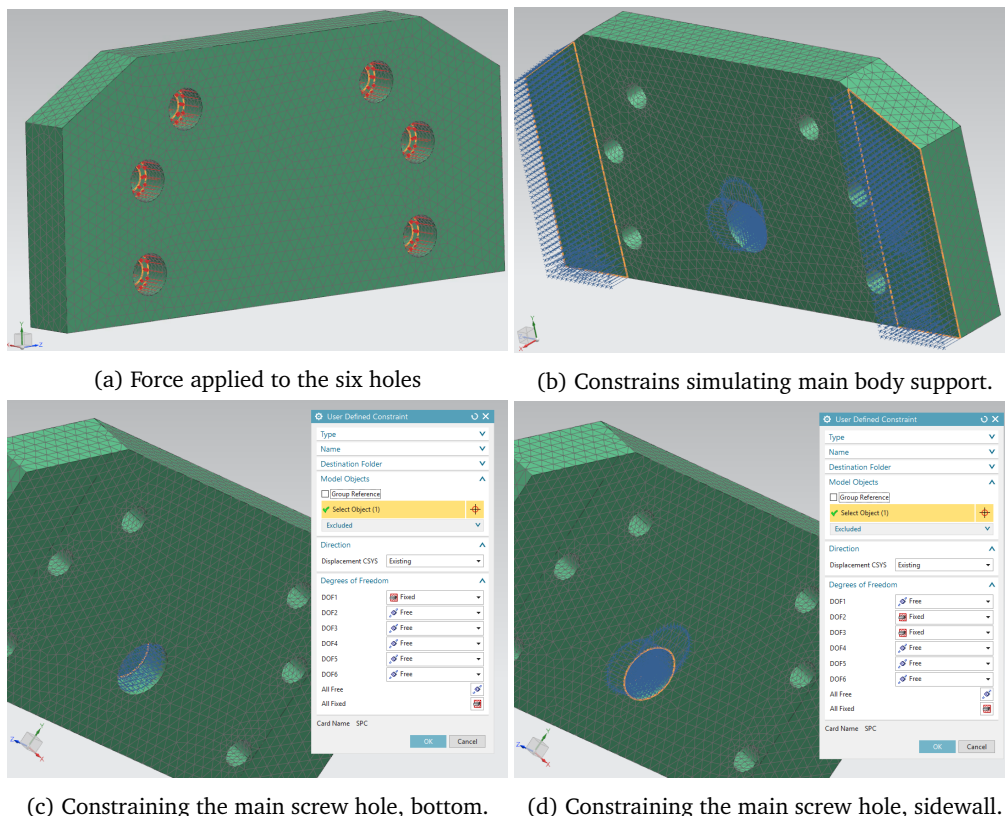 (a) Force applied to the six holes
(b) Constrains simulating main body support.
User Defined Constraint
Type
Name
Destination Folder
Model Objects
Group Reference
Select Object (1)
Excluded
Direction
Displacement CSYS Existing
Degrees of Freedom
DOF1 Fixed
DOF2 Free
DOF3 Free
DOF4 Free
DOF5 Free
DOF6 Free
All Free
All Fixed
Card Name SPC
OK Cancel
(c) Constraining the main screw hole, bottom.
User Defined Constraint
Type
Name
Destination Folder
Model Objects
Group Reference
Select Object (1)
Excluded
Direction
Displacement CSYS Existing
Degrees of Freedom
DOF1 Free
DOF2 Fixed
DOF3 Fixed
DOF4 Free
DOF5 Free
DOF6 Free
All Free
All Fixed
Card Name SPC
OK Cancel
(d) Constraining the main screw hole, sidewall.